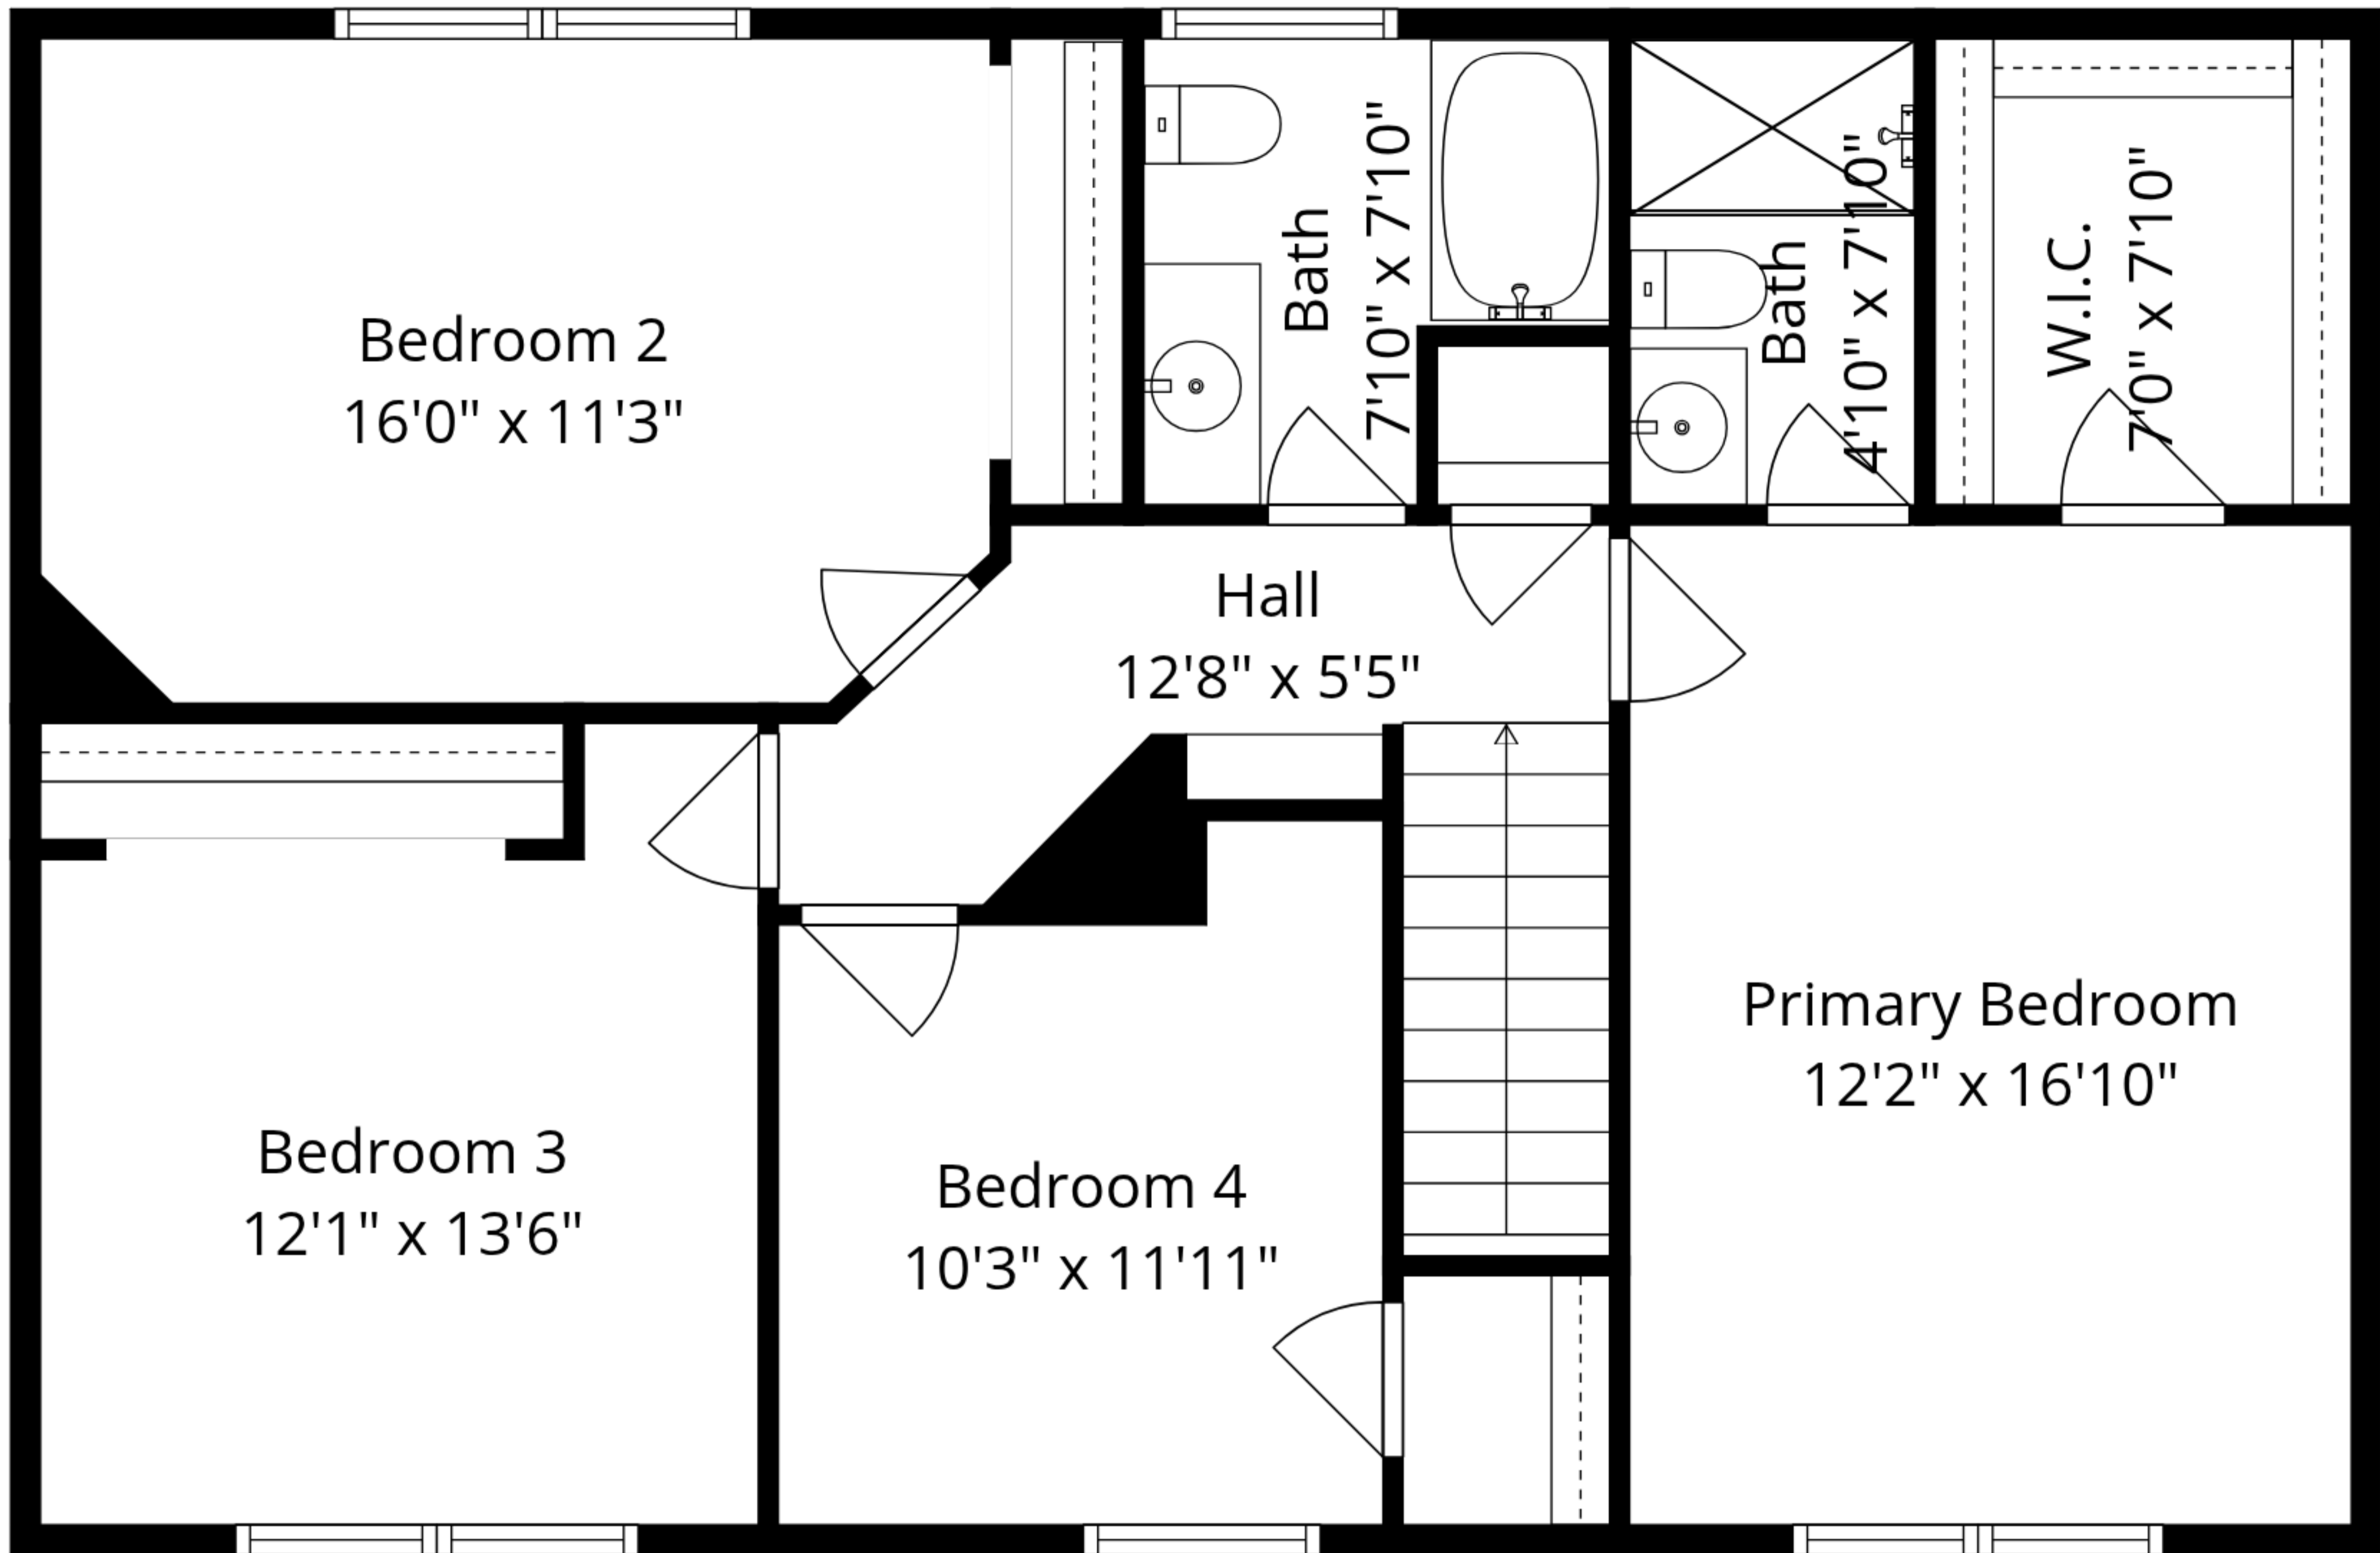 Bedroom 2
16'0" x 11'3"
Bath
7'10" x 7'10"
Bath
4'10" x 7'10"
W.I.C.
7'0" x 7'10"
Hall
12'8" x 5'5"
Primary Bedroom
12'2" x 16'10"
Bedroom 3
12'1" x 13'6"
Bedroom 4
10'3" x 11'11"